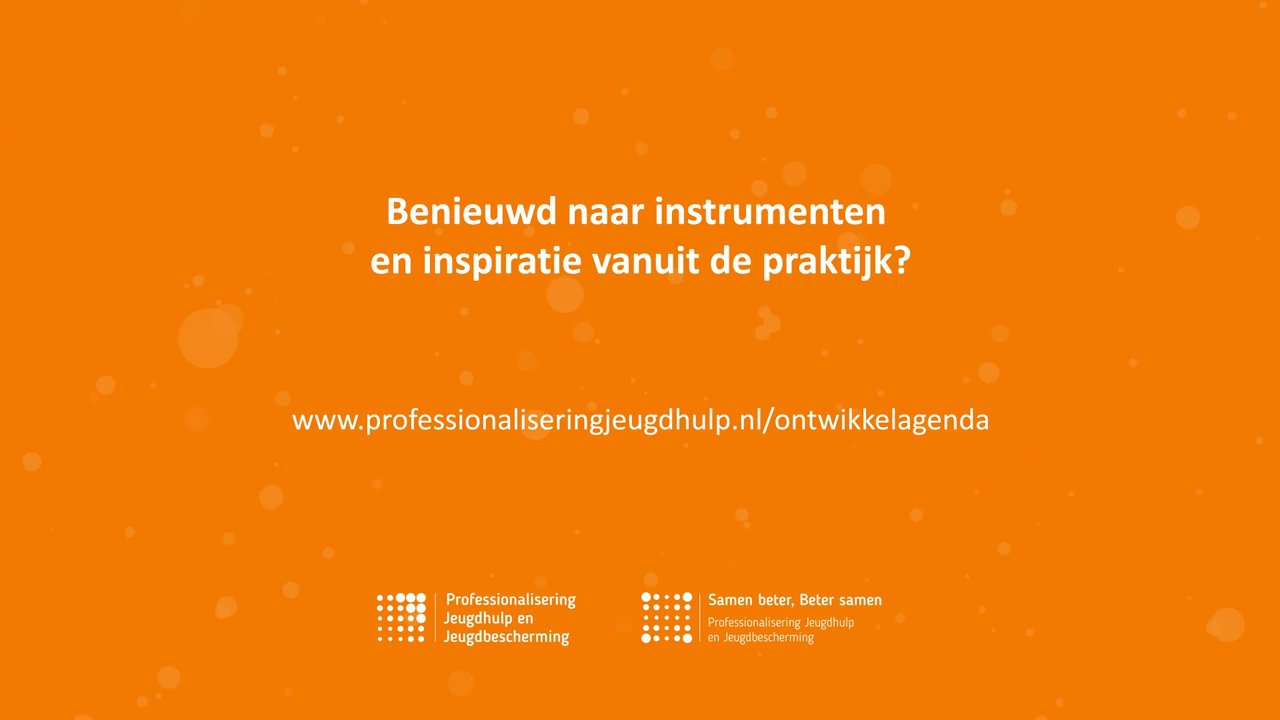 Benieuwd naar instrumenten
en inspiratie vanuit de praktijk?
www.professionaliseringjeugdhulp.nl/ontwikkelagenda
Professionalisering
Jeugdhulp en
Jeugdbescherming
Samen beter, Beter samen
Professionalisering Jeugdhulp
en Jeugdbescherming